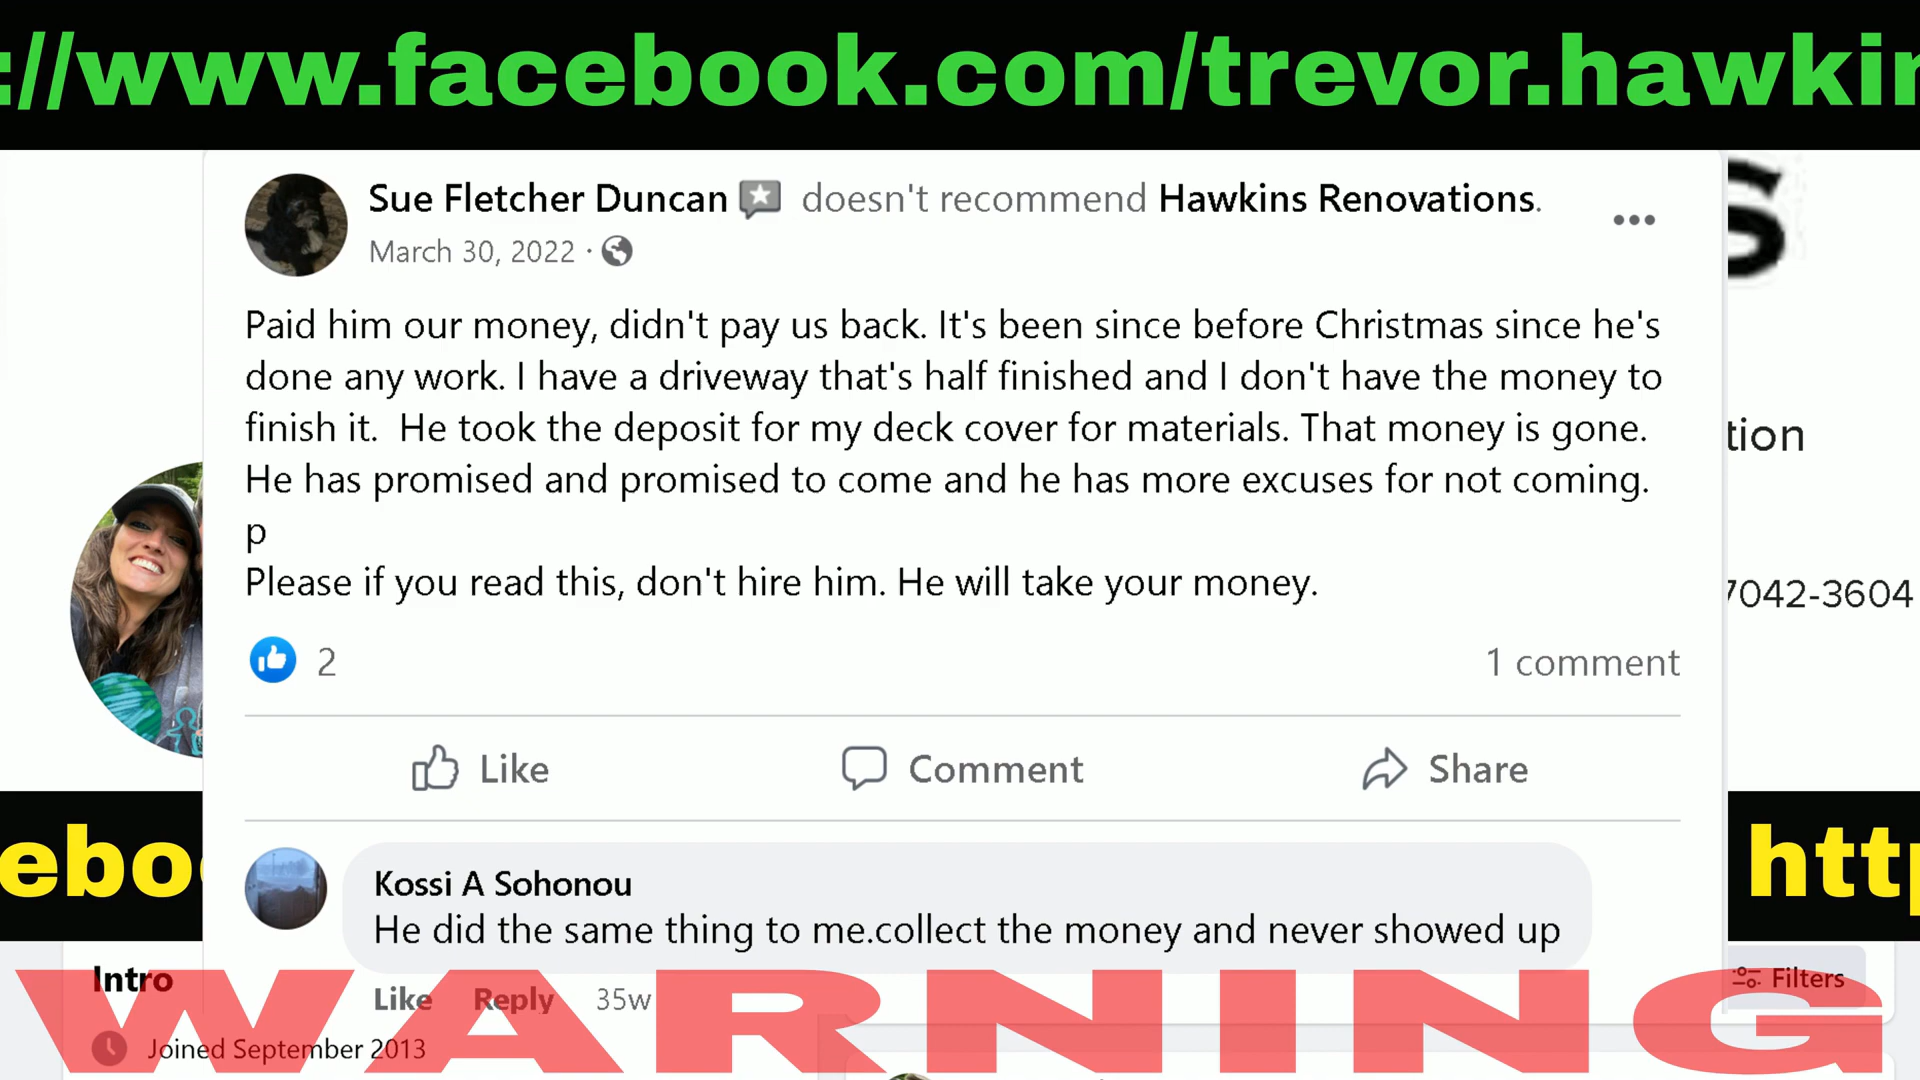 ://www.facebook.com/trevor.hawkin
Sue Fletcher Duncan doesn't recommend Hawkins Renovations.
March 30, 2022 ·
Paid him our money, didn't pay us back. It's been since before Christmas since he's
done any work. I have a driveway that's half finished and I don't have the money to
finish it. He took the deposit for my deck cover for materials. That money is gone.
He has promised and promised to come and he has more excuses for not coming.
p
Please if you read this, don't hire him. He will take your money.
tion
7042-3604
2
1 comment
Like Comment Share
eboo
http
Kossi A Sohonou
He did the same thing to me.collect the money and never showed up
Intro
Filters
Like Reply 35w
WARNING
Joined September 2013